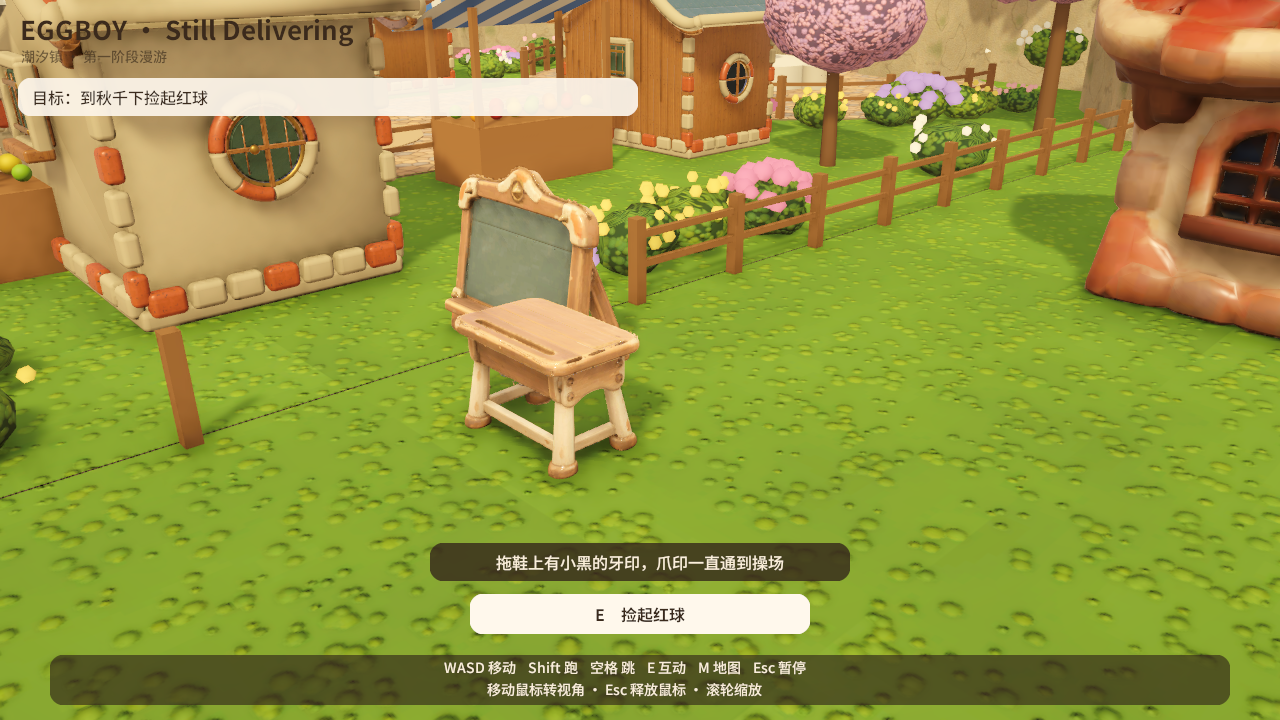 EGGBOY · Still Delivering
潮汐镇 · 第一阶段漫游
目标：到秋千下捡起红球
拖鞋上有小黑的牙印，爪印一直通到操场
E 捡起红球
WASD 移动 Shift 跑 空格 跳 E 互动 M 地图 Esc 暂停
移动鼠标转视角 · Esc 释放鼠标 · 滚轮缩放